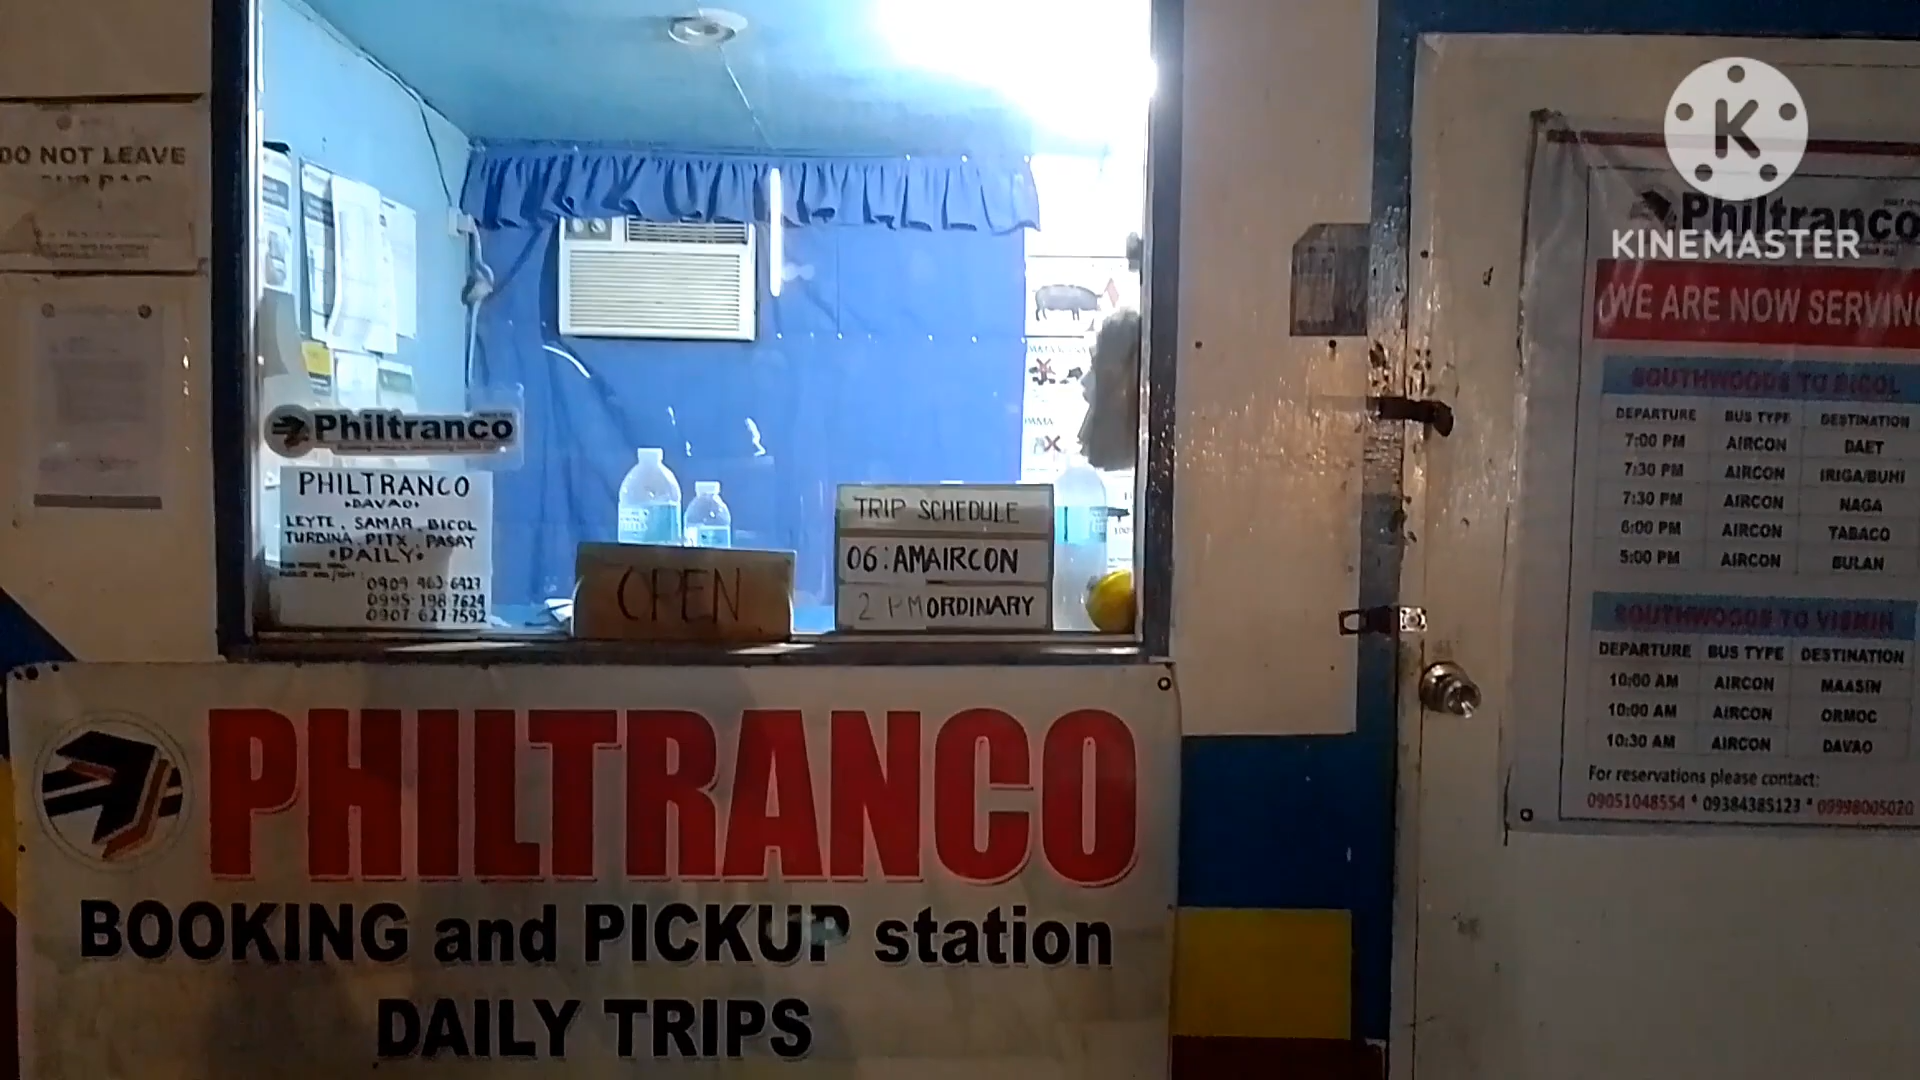 DO NOT LEAVE
Philtranco
PHILTRANCO
•DAVAO•
LEYTE, SAMAR, BICOL
TURBINA, PITX, PASAY
•DAILY•
0909-463-6427
0995-198-7624
0907-627-7592
OPEN
TRIP SCHEDULE
06:AMAIRCON
2 PMORDINARY
PHILTRANCO
BOOKING and PICKUP station
DAILY TRIPS
KINEMASTER
Philtranco
WE ARE NOW SERVING
SOUTHWOODS TO BICOL
DEPARTURE BUS TYPE DESTINATION
7:00 PM AIRCON DAET
7:30 PM AIRCON IRIGA/BUHI
7:30 PM AIRCON NAGA
6:00 PM AIRCON TABACO
5:00 PM AIRCON BULAN
SOUTHWOODS TO VISMIN
DEPARTURE BUS TYPE DESTINATION
10:00 AM AIRCON MAASIN
10:00 AM AIRCON ORMOC
10:30 AM AIRCON DAVAO
For reservations please contact:
09051048554 * 09384385123 * 09998005020